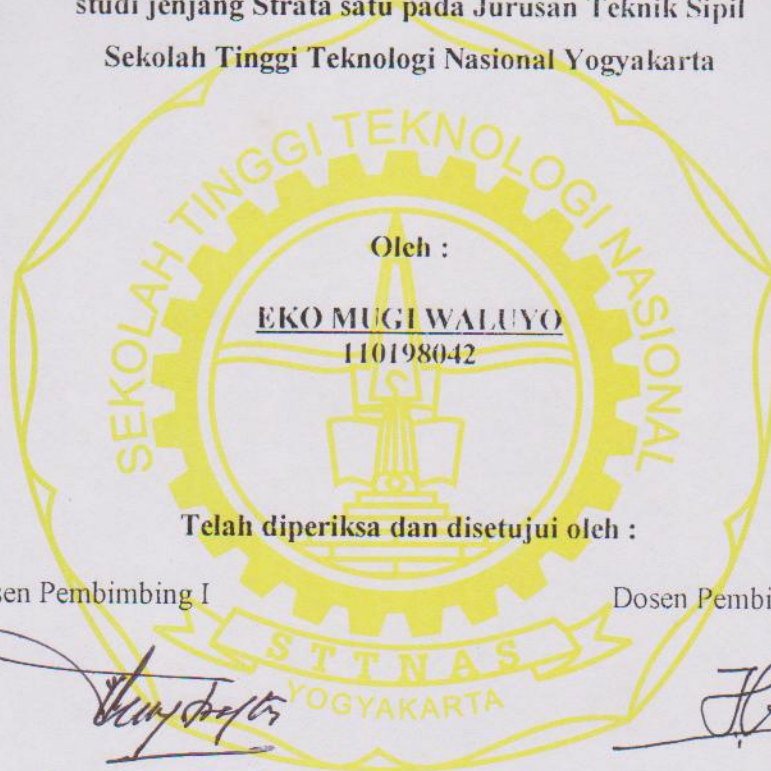 studi jenjang Strata satu pada Jurusan Teknik Sipil
Sekolah Tinggi Teknologi Nasional Yogyakarta
SEKOLAH TINGGI TEKNOLOGI NASIONAL
Oleh :
EKO MUGI WALUYO
110198042
Telah diperiksa dan disetujui oleh :
sen Pembimbing I
Dosen Pembi
STTNAS
YOGYAKARTA